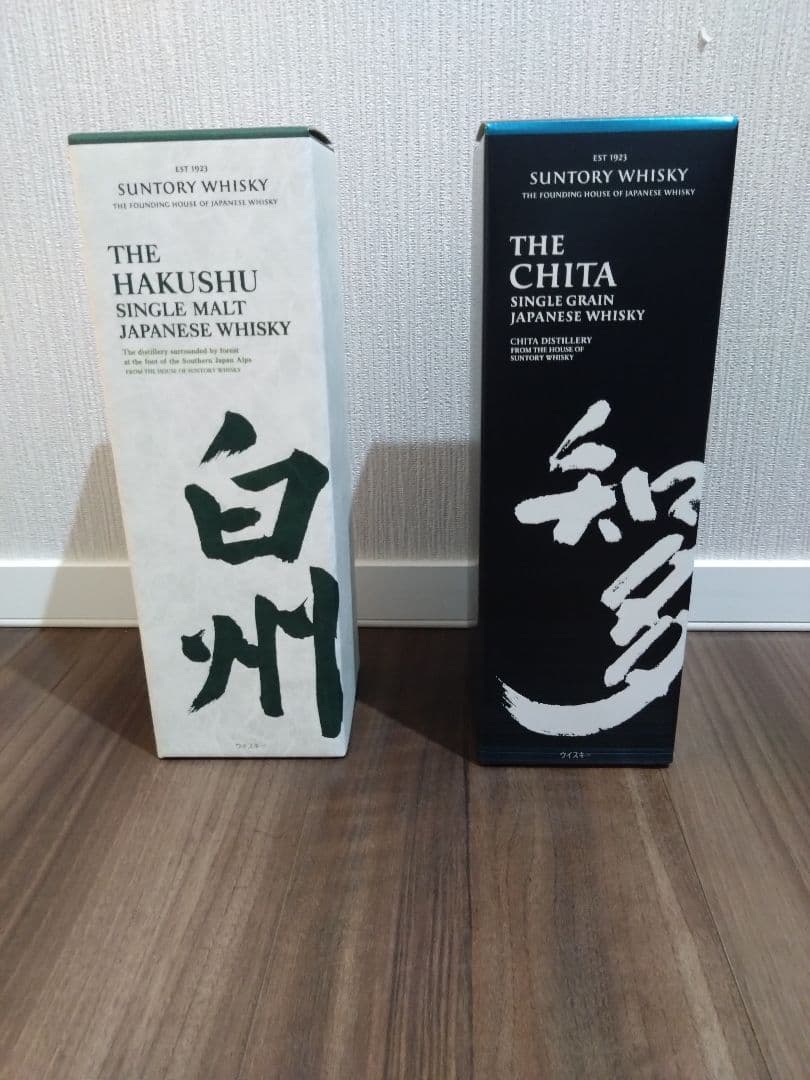 EST 1923
SUNTORY WHISKY
THE FOUNDING HOUSE OF JAPANESE WHISKY
THE
HAKUSHU
SINGLE MALT
JAPANESE WHISKY
The distillery surrounded by forest
at the foot of the Southern Japan Alps
FROM THE HOUSE OF SUNTORY WHISKY
白州
ウイスキー
EST 1923
SUNTORY WHISKY
THE FOUNDING HOUSE OF JAPANESE WHISKY
THE
CHITA
SINGLE GRAIN
JAPANESE WHISKY
CHITA DISTILLERY
FROM THE HOUSE OF
SUNTORY WHISKY
知多
ウイスキー